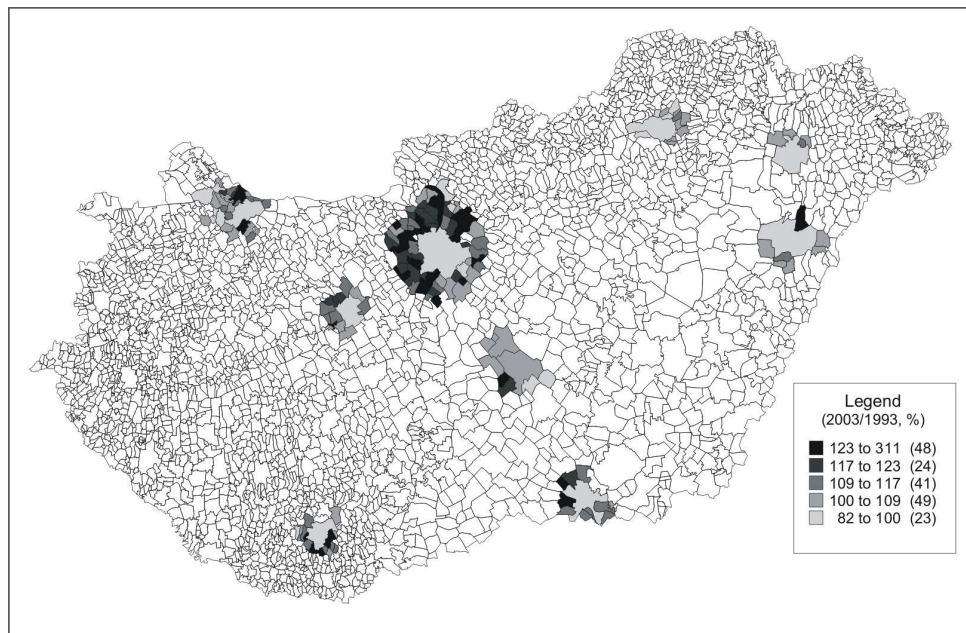 Legend
(2003/1993, %)
123 to 311 (48)
117 to 123 (24)
109 to 117 (41)
100 to 109 (49)
82 to 100 (23)